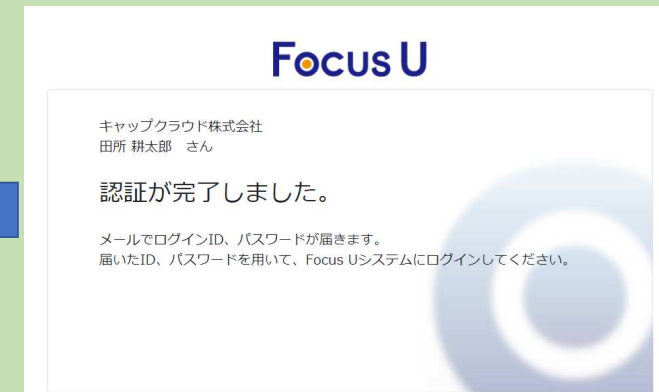 Focus U
キャップクラウド株式会社
田所 耕太郎　さん
認証が完了しました。
メールでログインID、パスワードが届きます。
届いたID、パスワードを用いて、Focus Uシステムにログインしてください。